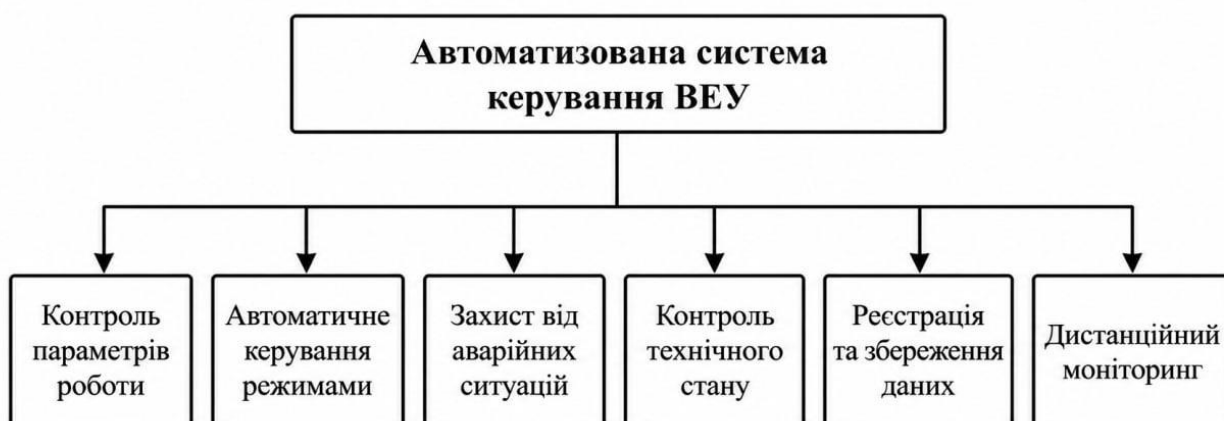 Автоматизована система
керування ВЕУ
Контроль
параметрів
роботи
Автоматичне
керування
режимами
Захист від
аварійних
ситуацій
Контроль
технічного
стану
Реєстрація
та збереження
даних
Дистанційний
моніторинг